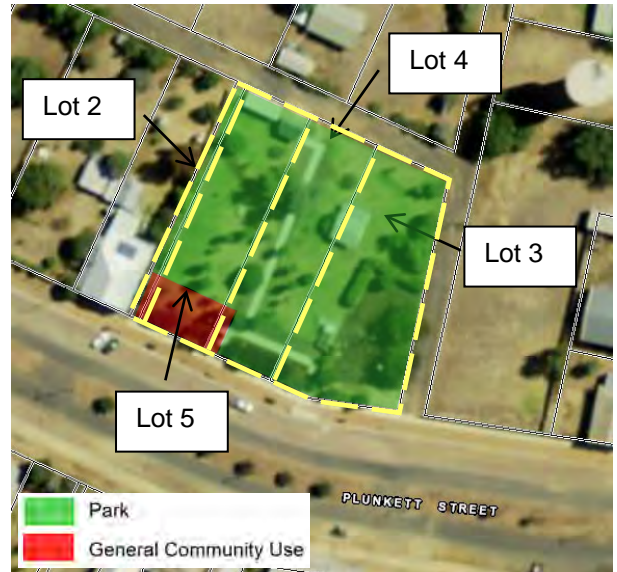 Lot 4
Lot 2
Lot 3
Lot 5
PLUNKETT STREET
Park
General Community Use